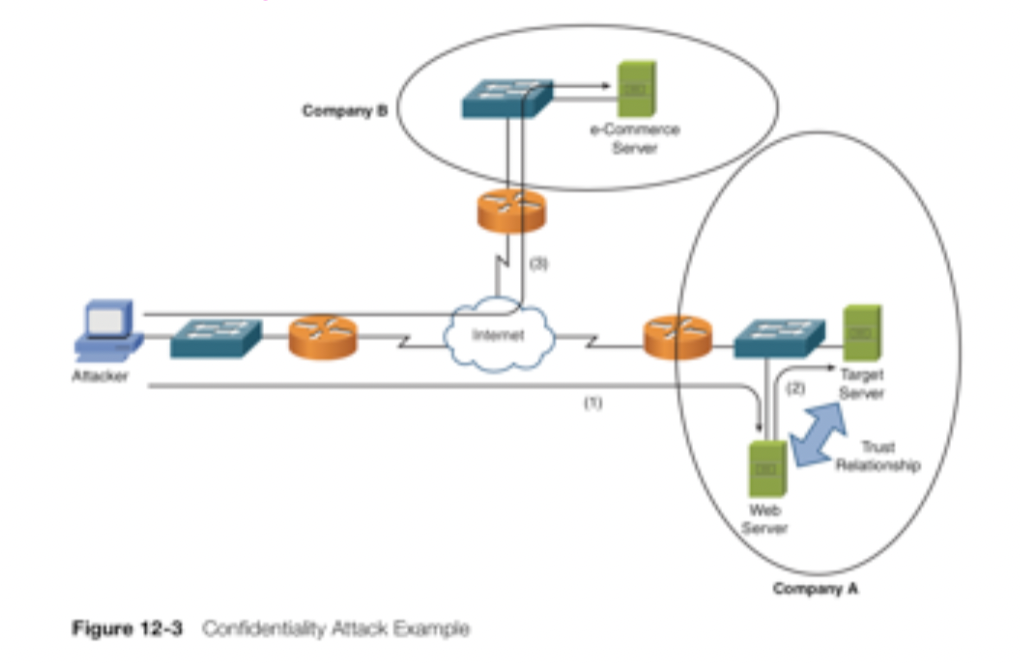 Company B
e-Commerce
Server
(3)
Internet
Attacker
Target
Server
(1)
(2)
Trust
Relationship
Web
Server
Company A
Figure 12-3 Confidentiality Attack Example